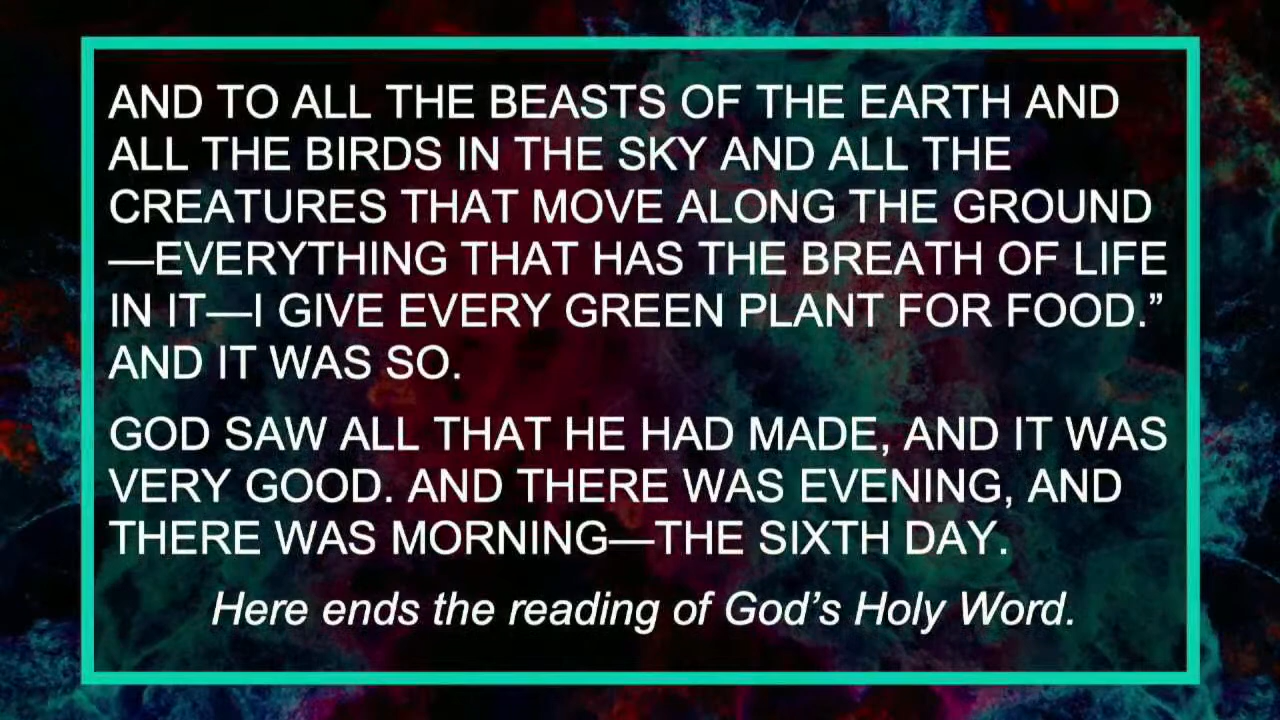 AND TO ALL THE BEASTS OF THE EARTH AND
ALL THE BIRDS IN THE SKY AND ALL THE
CREATURES THAT MOVE ALONG THE GROUND
—EVERYTHING THAT HAS THE BREATH OF LIFE
IN IT—I GIVE EVERY GREEN PLANT FOR FOOD.”
AND IT WAS SO.
GOD SAW ALL THAT HE HAD MADE, AND IT WAS
VERY GOOD. AND THERE WAS EVENING, AND
THERE WAS MORNING—THE SIXTH DAY.
Here ends the reading of God’s Holy Word.